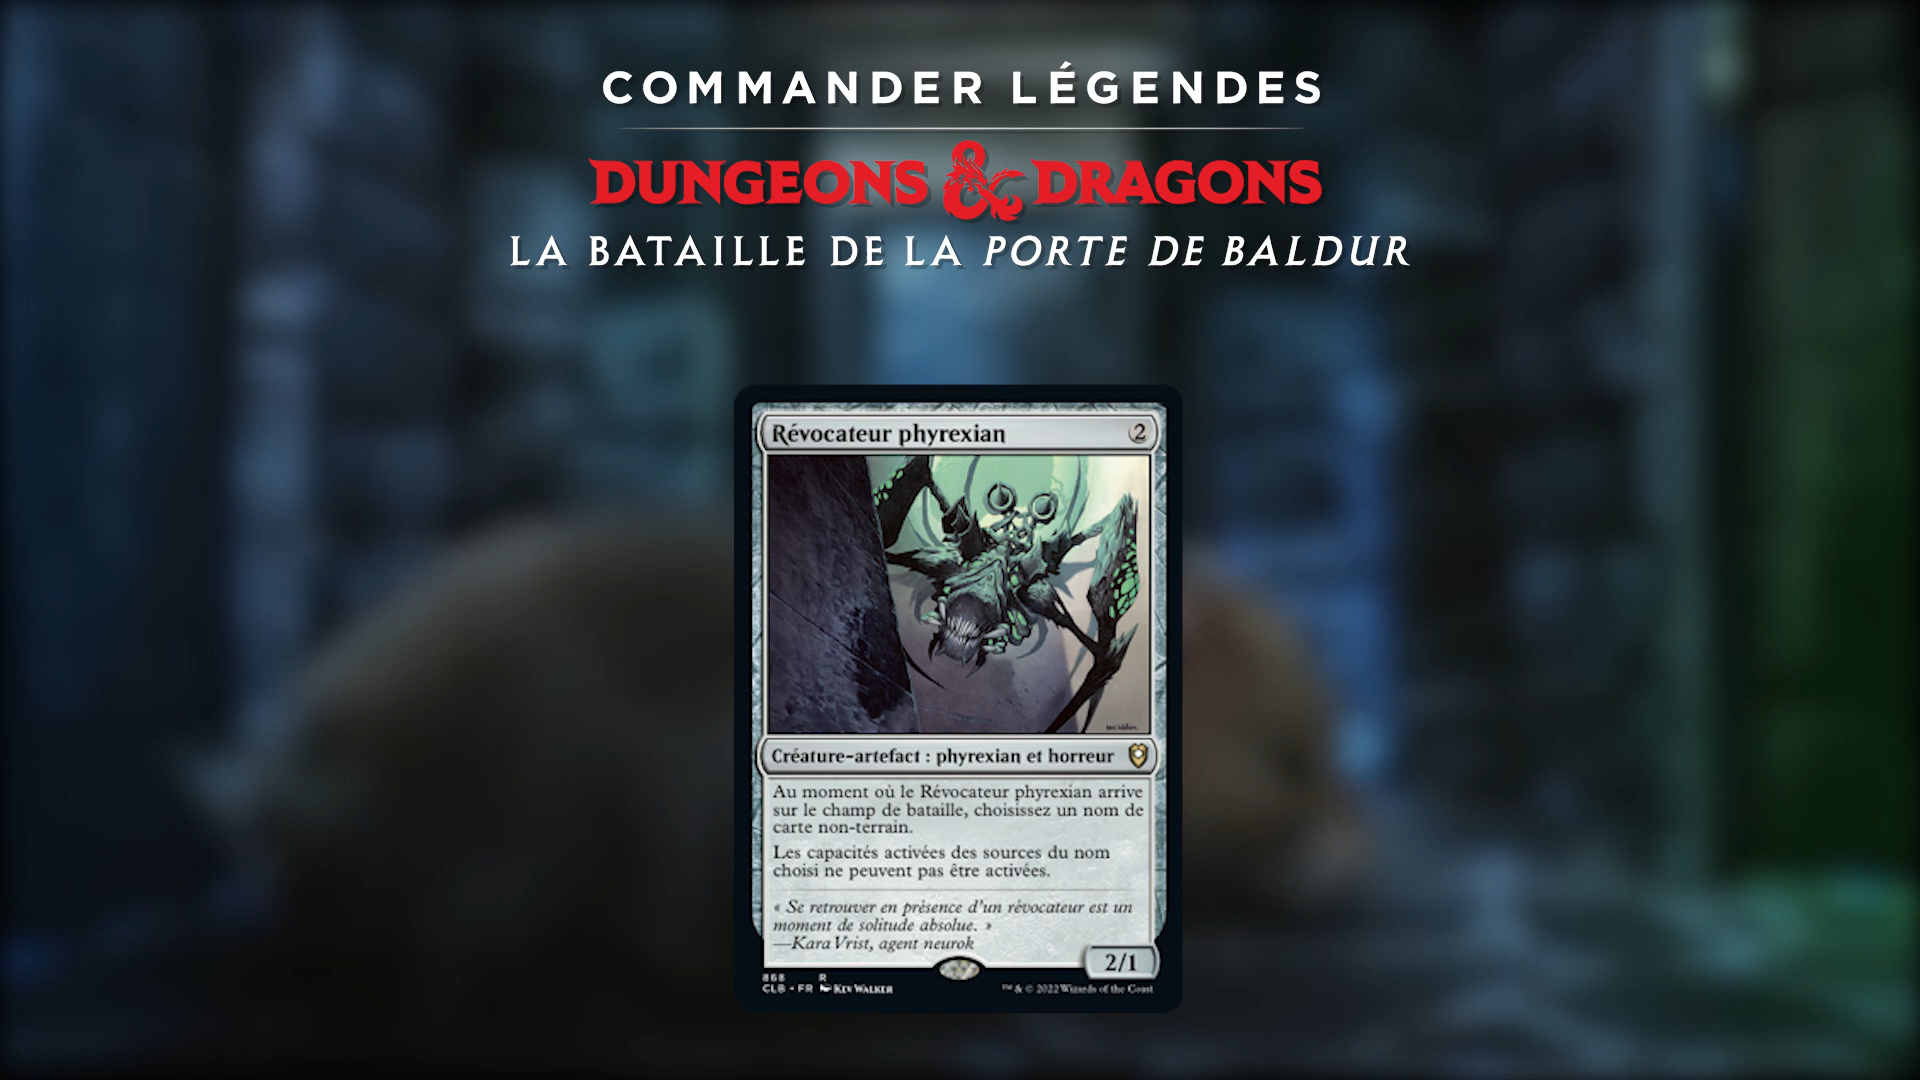 COMMANDER LÉGENDES
DUNGEONS & DRAGONS
LA BATAILLE DE LA PORTE DE BALDUR
Révocateur phyrexian 2
Créature-artefact : phyrexian et horreur
Au moment où le Révocateur phyrexian arrive
sur le champ de bataille, choisissez un nom de
carte non-terrain.
Les capacités activées des sources du nom
choisi ne peuvent pas être activées.
« Se retrouver en présence d'un révocateur est un
moment de solitude absolue. »
—Kara Vrist, agent neurok
2/1
868 R
CLB • FR Kev Walker
™ & © 2022 Wizards of the Coast